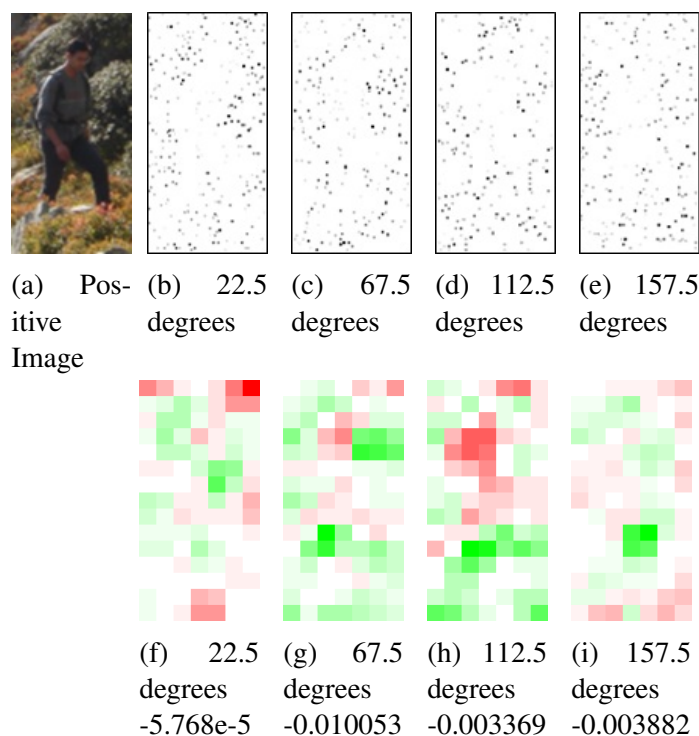 (a) Pos-
itive
Image
(b) 22.5
degrees
(c) 67.5
degrees
(d) 112.5
degrees
(e) 157.5
degrees
(f) 22.5
degrees
-5.768e-5
(g) 67.5
degrees
-0.010053
(h) 112.5
degrees
-0.003369
(i) 157.5
degrees
-0.003882